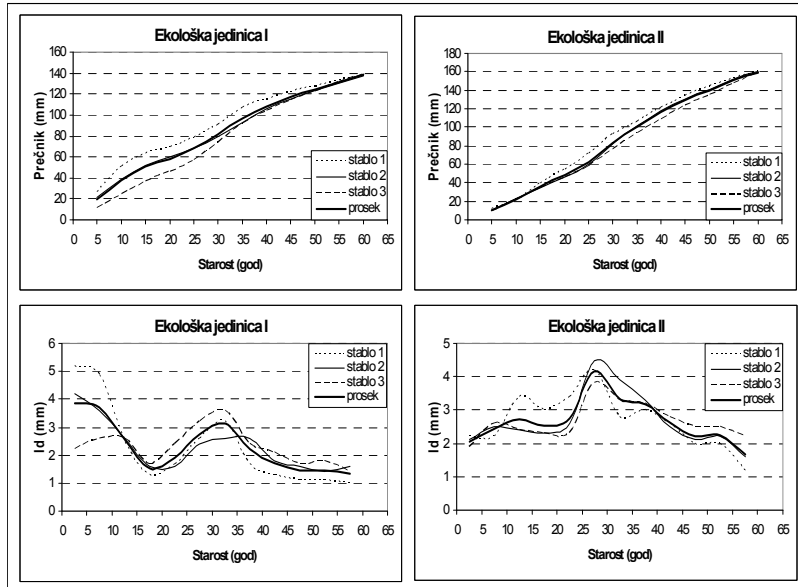 Ekološka jedinica I
160
140
120
100
80
60
40
20
0
Prečnik (mm)
0 5 10 15 20 25 30 35 40 45 50 55 60 65
Starost (god)
stablo 1
stablo 2
stablo 3
prosek
Ekološka jedinica II
180
160
140
120
100
80
60
40
20
0
Prečnik (mm)
0 5 10 15 20 25 30 35 40 45 50 55 60 65
Starost (god)
stablo 1
stablo 2
stablo 3
prosek
Ekološka jedinica I
6
5
4
3
2
1
0
Id (mm)
0 5 10 15 20 25 30 35 40 45 50 55 60 65
Starost (god)
stablo 1
stablo 2
stablo 3
prosek
Ekološka jedinica II
5
4
3
2
1
0
Id (mm)
0 5 10 15 20 25 30 35 40 45 50 55 60 65
Starost (god)
stablo 1
stablo 2
stablo 3
prosek